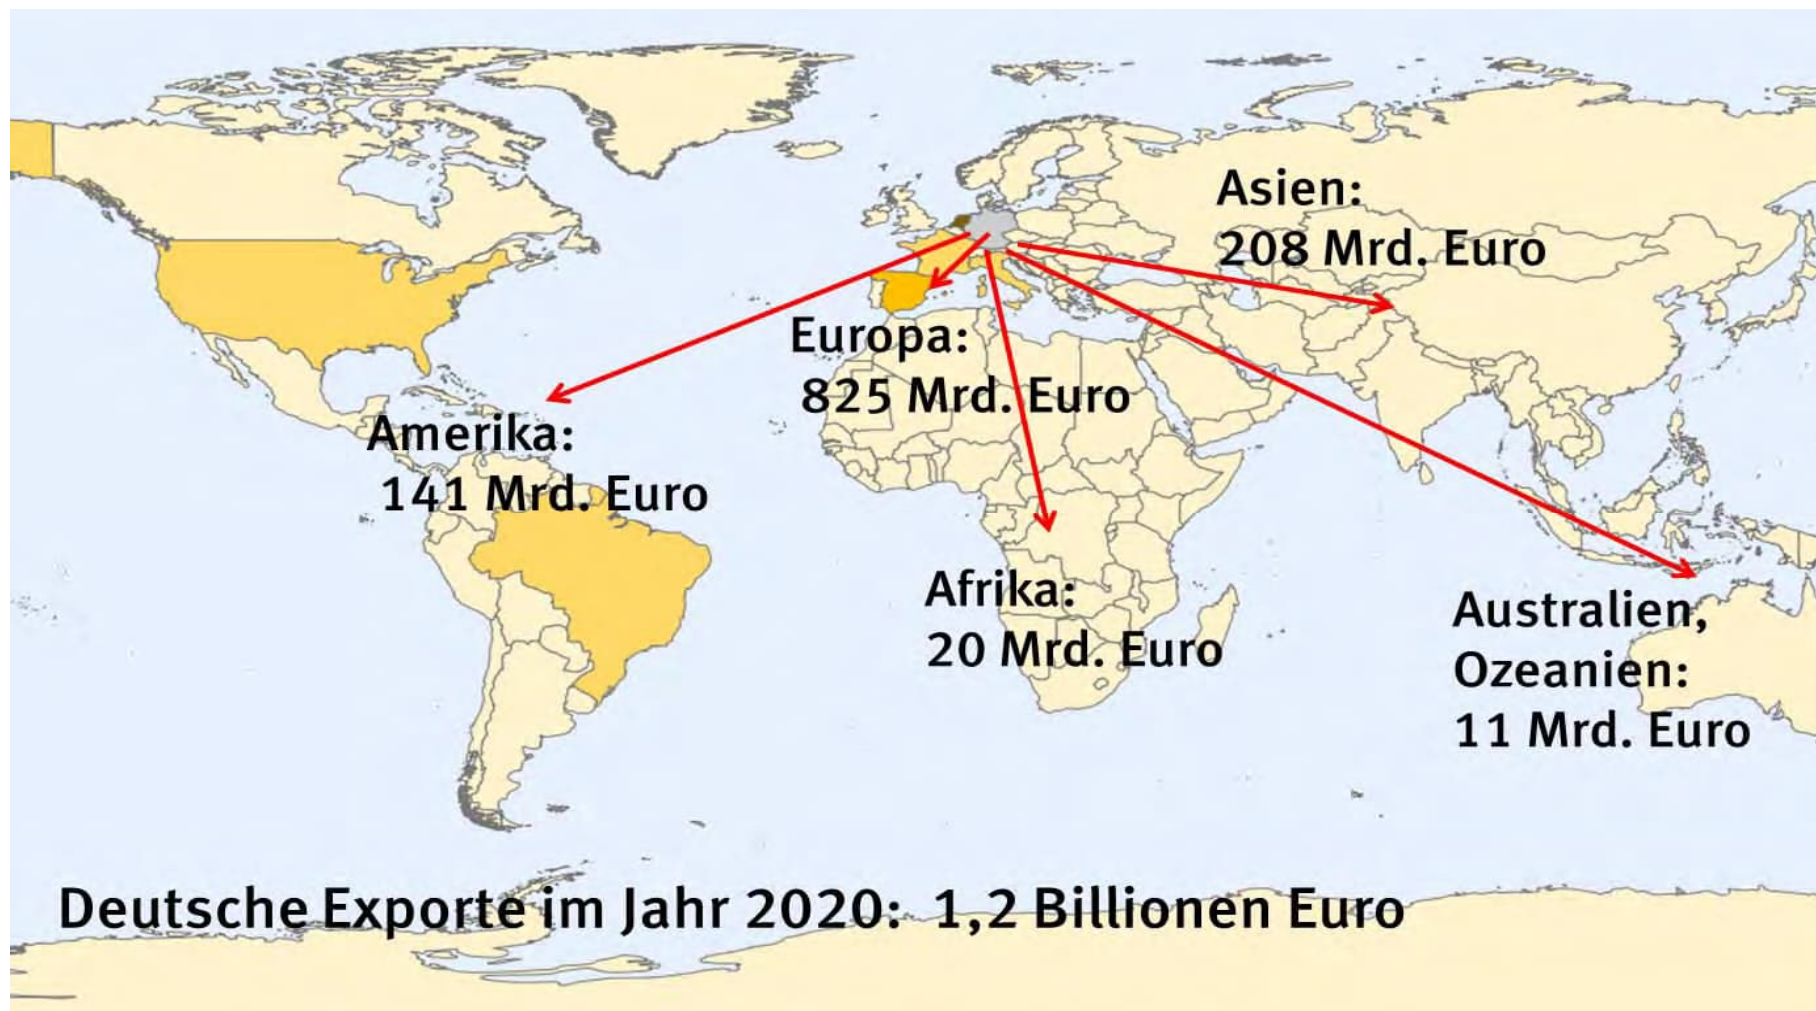 Asien:
208 Mrd. Euro
Europa:
825 Mrd. Euro
Amerika:
141 Mrd. Euro
Afrika:
20 Mrd. Euro
Australien,
Ozeanien:
11 Mrd. Euro
Deutsche Exporte im Jahr 2020: 1,2 Billionen Euro